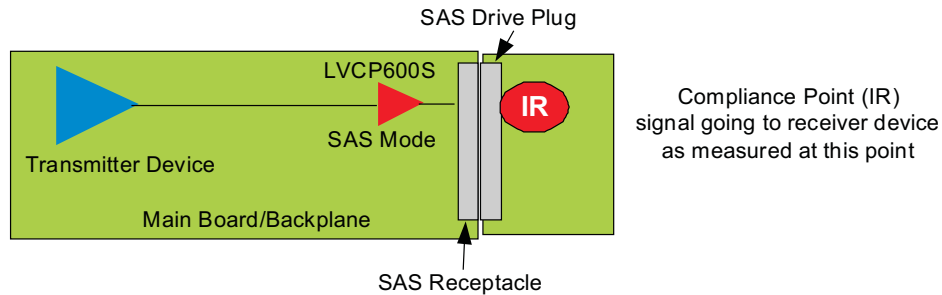 SAS Drive Plug
LVCP600S
IR
SAS Mode
Transmitter Device
Main Board/Backplane
SAS Receptacle
Compliance Point (IR)
signal going to receiver device
as measured at this point